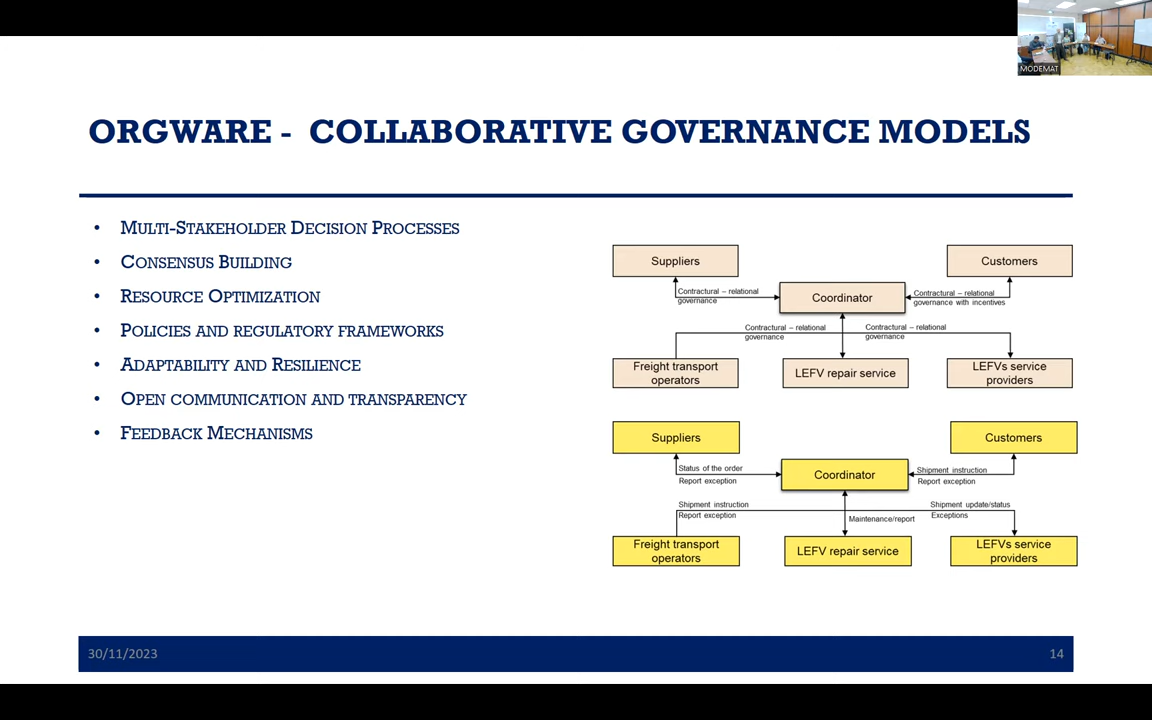 MODEMAT
ORGWARE - COLLABORATIVE GOVERNANCE MODELS
• MULTI-STAKEHOLDER DECISION PROCESSES
• CONSENSUS BUILDING
• RESOURCE OPTIMIZATION
• POLICIES AND REGULATORY FRAMEWORKS
• ADAPTABILITY AND RESILIENCE
• OPEN COMMUNICATION AND TRANSPARENCY
• FEEDBACK MECHANISMS
Suppliers
Customers
Contractural – relational
governance
Coordinator
Contractural – relational
governance with incentives
Contractural – relational
governance
Contractural – relational
governance
Freight transport
operators
LEFV repair service
LEFVs service
providers
Suppliers
Customers
Status of the order
Report exception
Coordinator
Shipment instruction
Report exception
Shipment instruction
Report exception
Maintenance/report
Shipment update/status
Exceptions
Freight transport
operators
LEFV repair service
LEFVs service
providers
30/11/2023
14